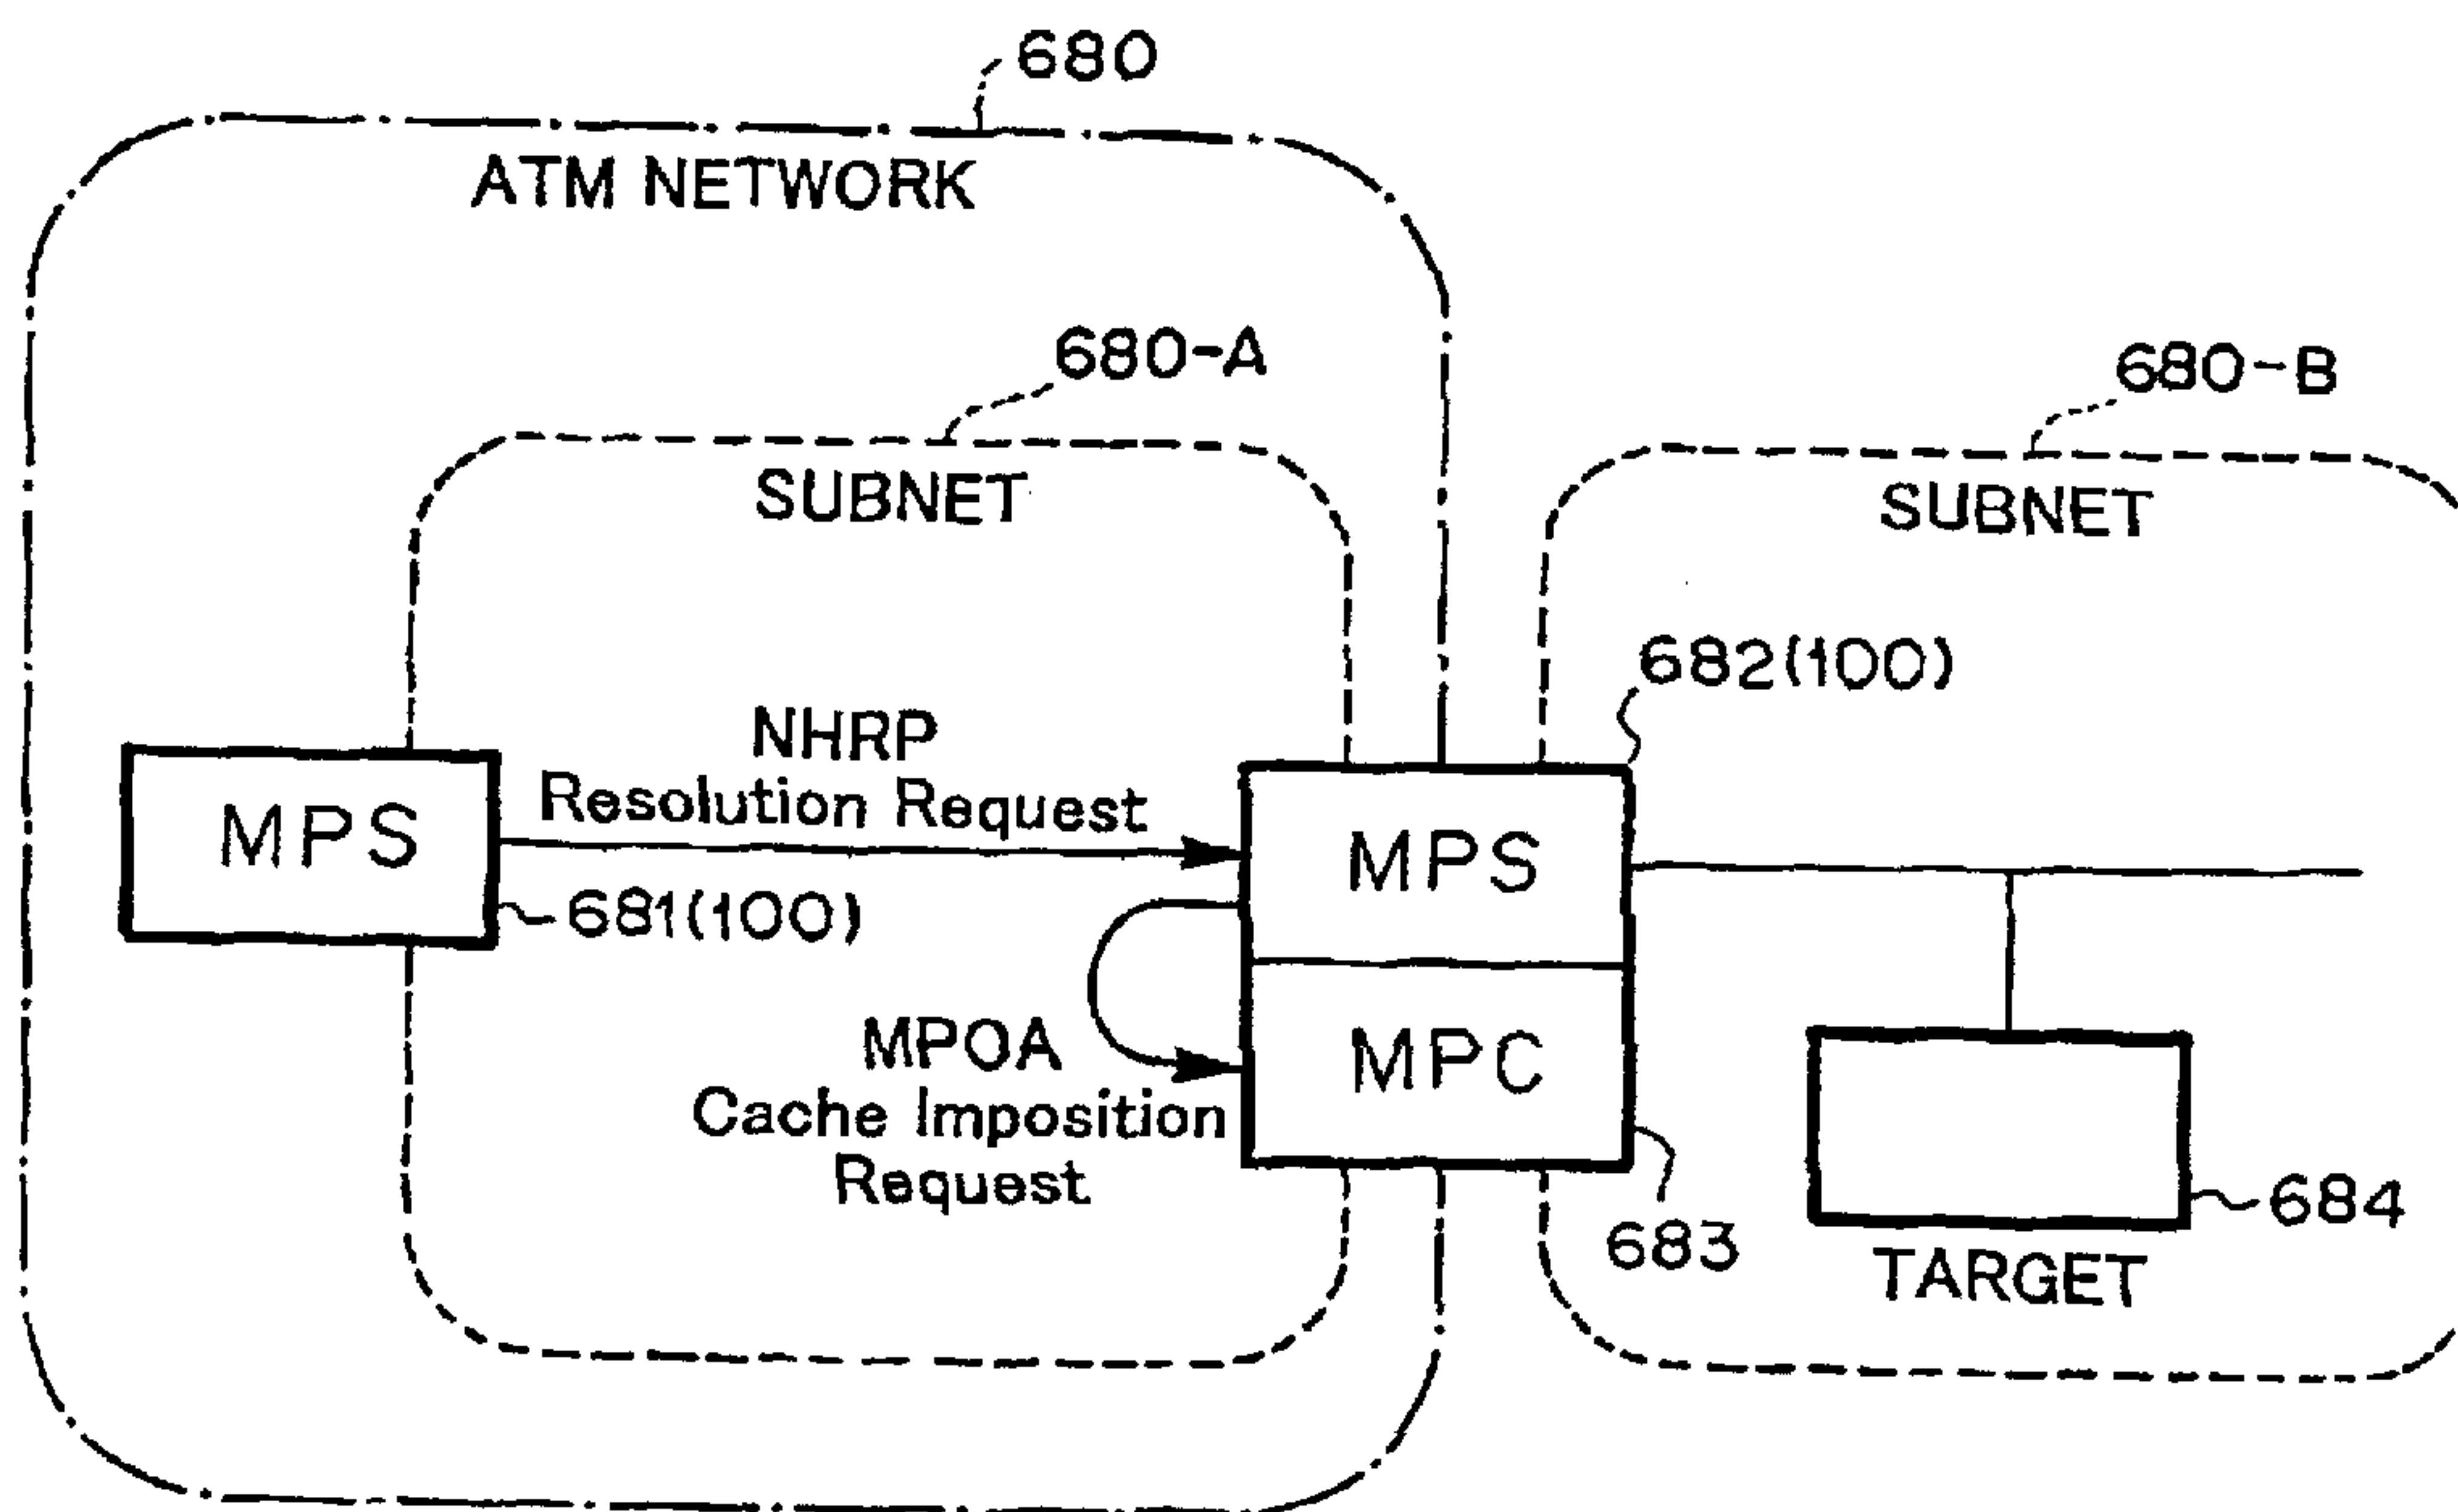 680
ATM NETWORK
680-A
680-B
SUBNET
SUBNET
682(100)
NHRP
Resolution Request
MPS
MPS
681(100)
MPOA
Cache Imposition
Request
MPC
683
684
TARGET